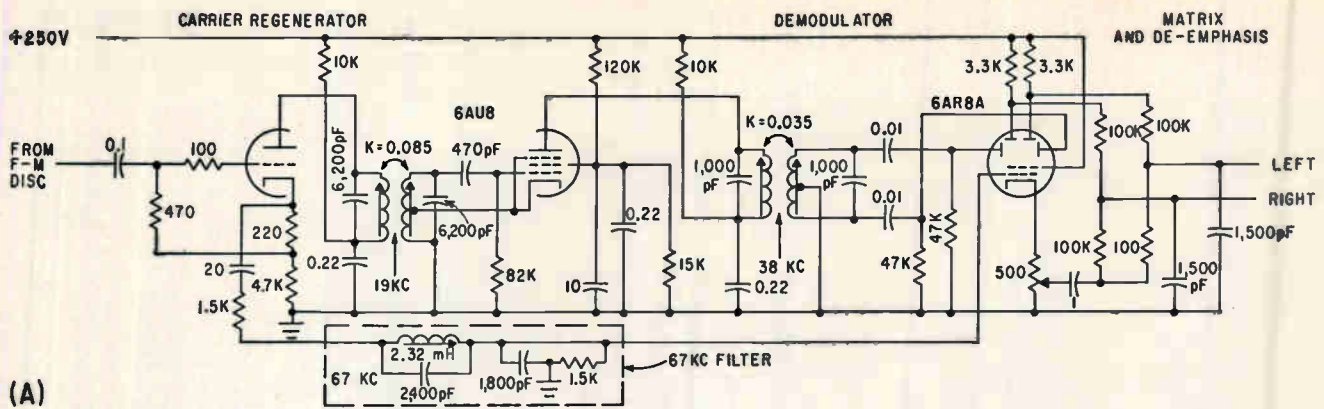 CARRIER REGENERATOR
DEMODULATOR
MATRIX
AND DE-EMPHASIS
+250V
10K
120K
10K
3.3K
3.3K
6AU8
6AR8A
FROM
F-M
DISC
0.1
100
6,200pF
K=0.085
470pF
K=0.035
1,000
pF
1,000
pF
0.01
0.01
100K
100K
LEFT
RIGHT
470
220
4.7K
20
1.5K
0.22
19KC
6,200pF
82K
10
0.22
15K
38 KC
0.22
47K
47K
500
1
100K
100
1,500
pF
1,500pF
67 KC
2.32 mH
2,400pF
1,800pF
1.5K
67KC FILTER
(A)